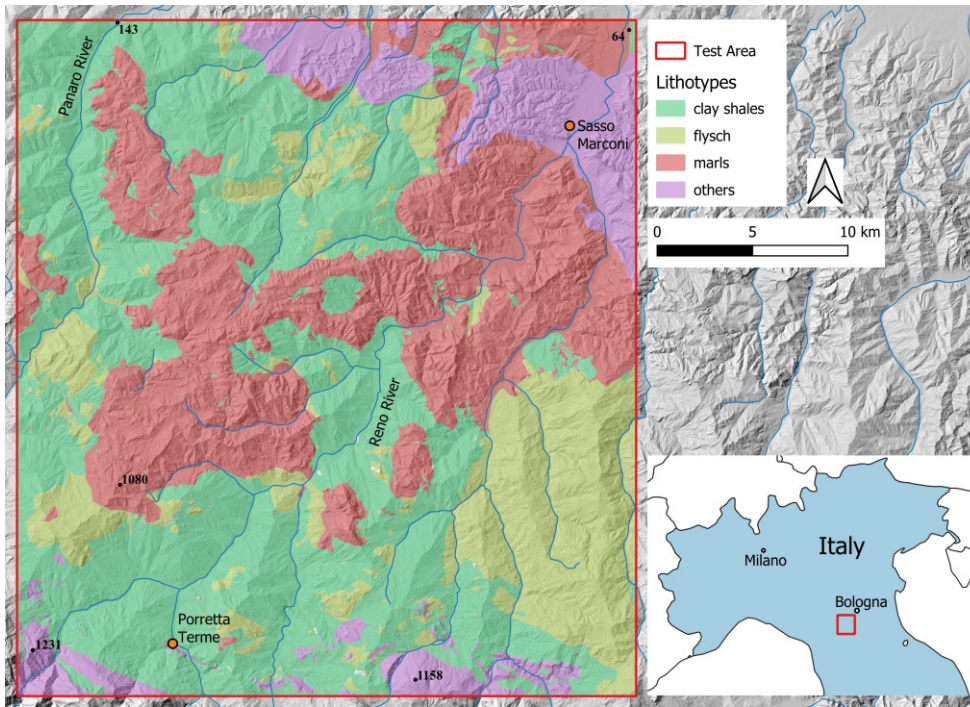 143
64
Panaro River
Sasso
Marconi
1080
Reno River
Porretta
Terme
1231
1158
Test Area
Lithotypes
clay shales
flysch
marls
others
0 5 10 km
Milano
Italy
Bologna